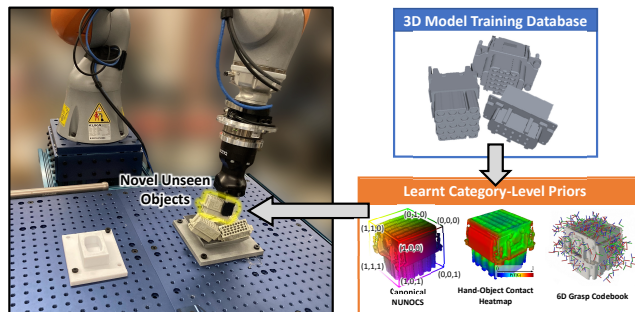 3D Model Training Database
Novel Unseen
Objects
Learnt Category-Level Priors
(0,1,0)
(1,1,0)
(0,0,0)
(1,0,0)
(1,1,1)
(0,0,1)
(1,0,1)
Canonical
NUNOCS
Hand-Object Contact
Heatmap
6D Grasp Codebook